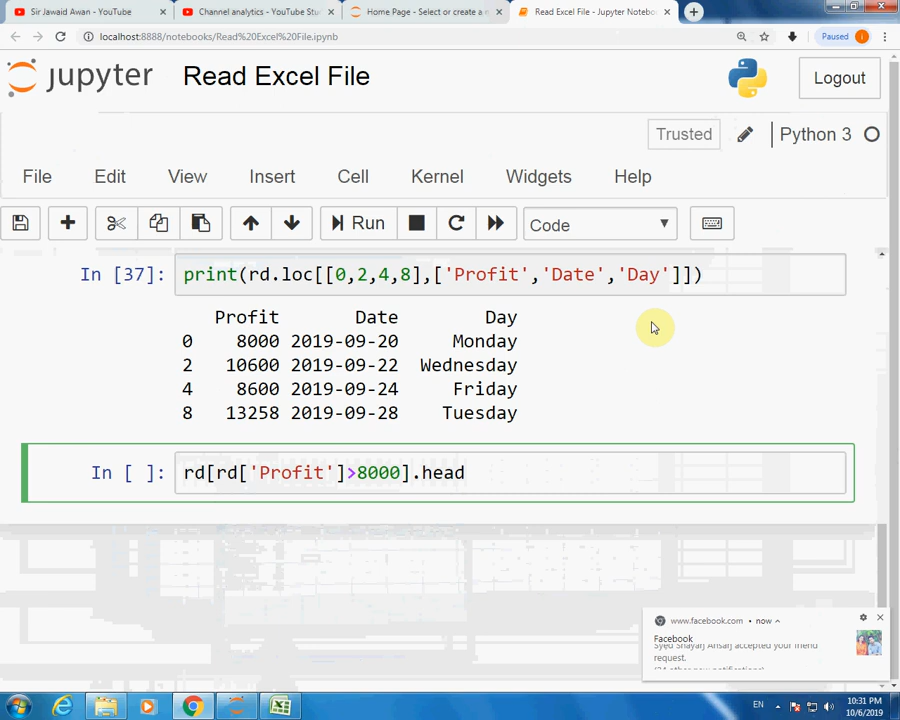 Sir Jawaid Awan - YouTube
Channel analytics - YouTube Stu
Home Page - Select or create a n
Read Excel File - Jupyter Notebo
localhost:8888/notebooks/Read%20Excel%20File.ipynb
Paused
jupyter
Read Excel File
Logout
Trusted
Python 3
File Edit View Insert Cell Kernel Widgets Help
Run
Code
In [37]: print(rd.loc[[0,2,4,8],['Profit','Date','Day']])
Profit Date Day
0 8000 2019-09-20 Monday
2 10600 2019-09-22 Wednesday
4 8600 2019-09-24 Friday
8 13258 2019-09-28 Tuesday
In [ ]: rd[rd['Profit']>8000].head
www.facebook.com • now
Facebook
accepted your friend
request.
EN
10:31 PM
10/6/2019